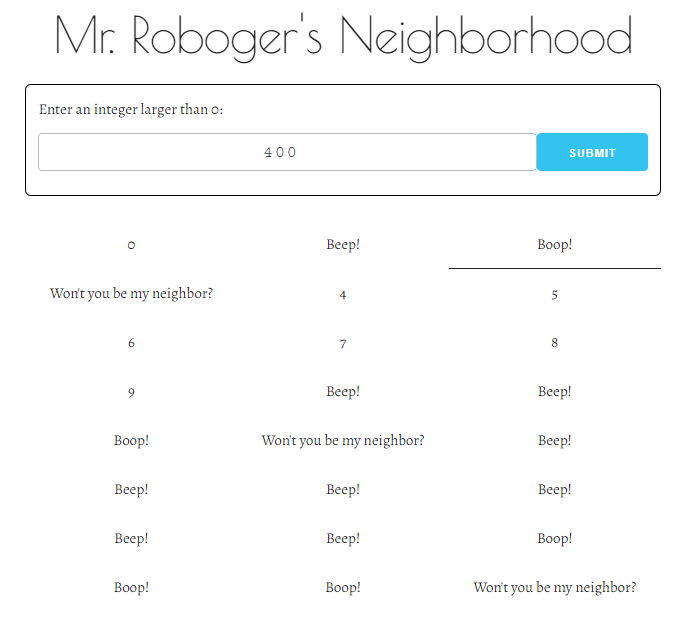 Mr. Roboger's Neighborhood
Enter an integer larger than 0:
400 SUBMIT
0 Beep! Boop!
Won't you be my neighbor? 4 5
6 7 8
9 Beep! Beep!
Boop! Won't you be my neighbor? Beep!
Beep! Beep! Beep!
Beep! Beep! Boop!
Boop! Boop! Won't you be my neighbor?